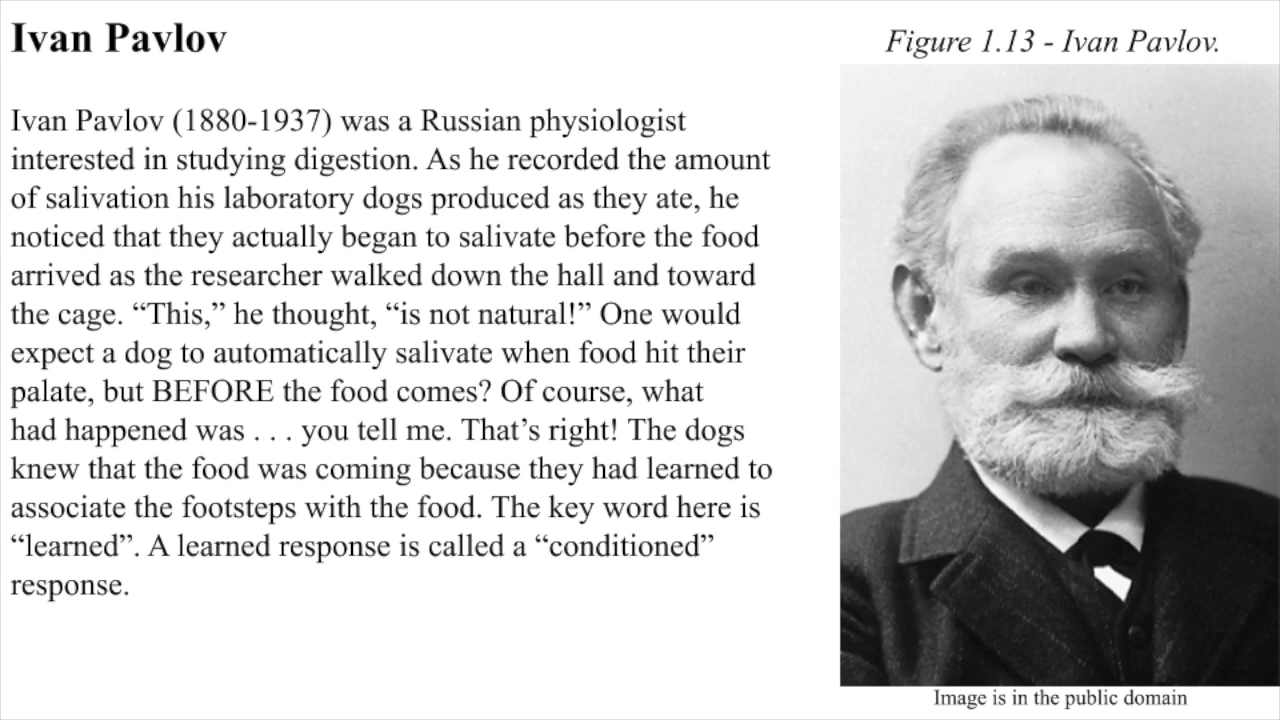 Ivan Pavlov
Ivan Pavlov (1880-1937) was a Russian physiologist
interested in studying digestion. As he recorded the amount
of salivation his laboratory dogs produced as they ate, he
noticed that they actually began to salivate before the food
arrived as the researcher walked down the hall and toward
the cage. “This,” he thought, “is not natural!” One would
expect a dog to automatically salivate when food hit their
palate, but BEFORE the food comes? Of course, what
had happened was . . . you tell me. That’s right! The dogs
knew that the food was coming because they had learned to
associate the footsteps with the food. The key word here is
“learned”. A learned response is called a “conditioned”
response.
Figure 1.13 - Ivan Pavlov.
Image is in the public domain